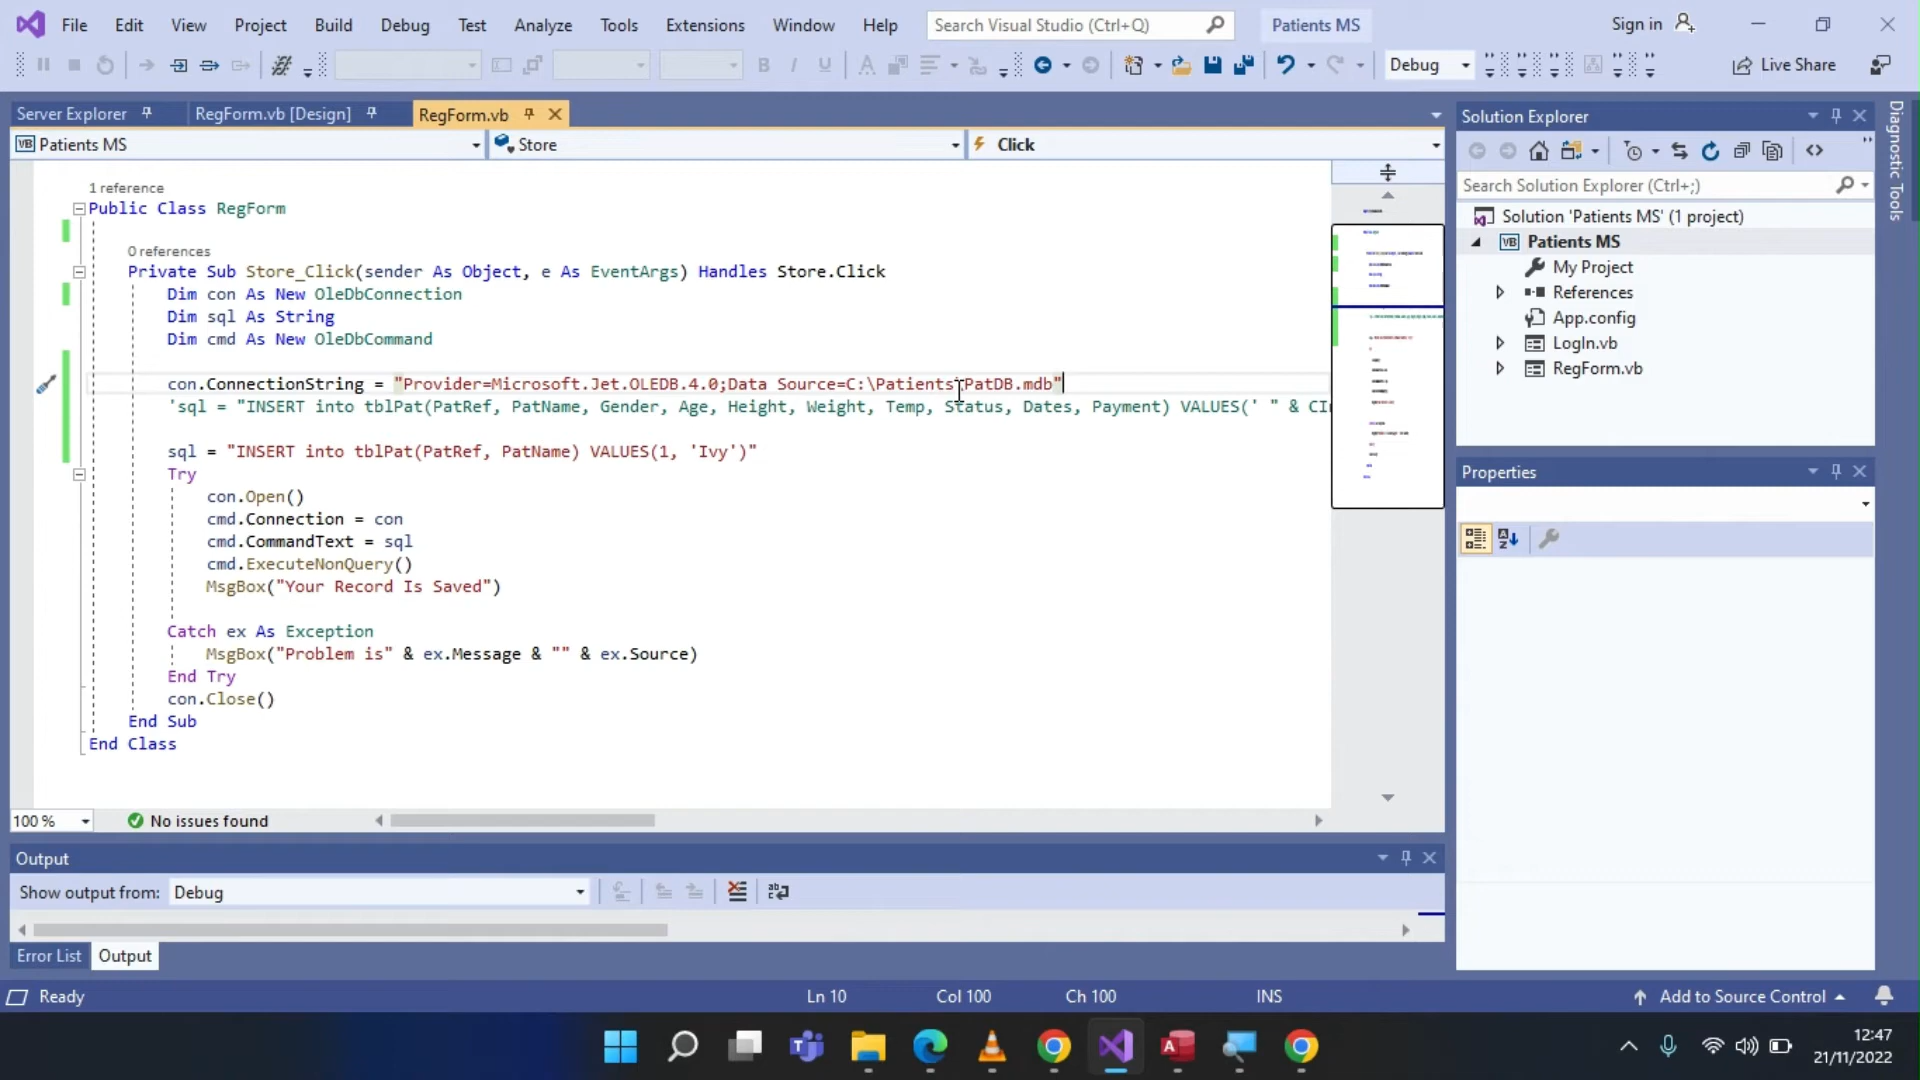 File Edit View Project Build Debug Test Analyze Tools Extensions Window Help Search Visual Studio (Ctrl+Q) Patients MS Sign in
Debug Live Share
Server Explorer RegForm.vb [Design] RegForm.vb
Patients MS Store Click
1 reference
Public Class RegForm
0 references
Private Sub Store_Click(sender As Object, e As EventArgs) Handles Store.Click
Dim con As New OleDbConnection
Dim sql As String
Dim cmd As New OleDbCommand
con.ConnectionString = "Provider=Microsoft.Jet.OLEDB.4.0;Data Source=C:\Patients\PatDB.mdb"
'sql = "INSERT into tblPat(PatRef, PatName, Gender, Age, Height, Weight, Temp, Status, Dates, Payment) VALUES(' " & CIn
sql = "INSERT into tblPat(PatRef, PatName) VALUES(1, 'Ivy')"
Try
con.Open()
cmd.Connection = con
cmd.CommandText = sql
cmd.ExecuteNonQuery()
MsgBox("Your Record Is Saved")
Catch ex As Exception
MsgBox("Problem is" & ex.Message & "" & ex.Source)
End Try
con.Close()
End Sub
End Class
100 % No issues found
Output
Show output from: Debug
Error List Output
Solution Explorer
Search Solution Explorer (Ctrl+;)
Solution 'Patients MS' (1 project)
Patients MS
My Project
References
App.config
LogIn.vb
RegForm.vb
Properties
Diagnostic Tools
Ready Ln 10 Col 100 Ch 100 INS Add to Source Control
12:47
21/11/2022